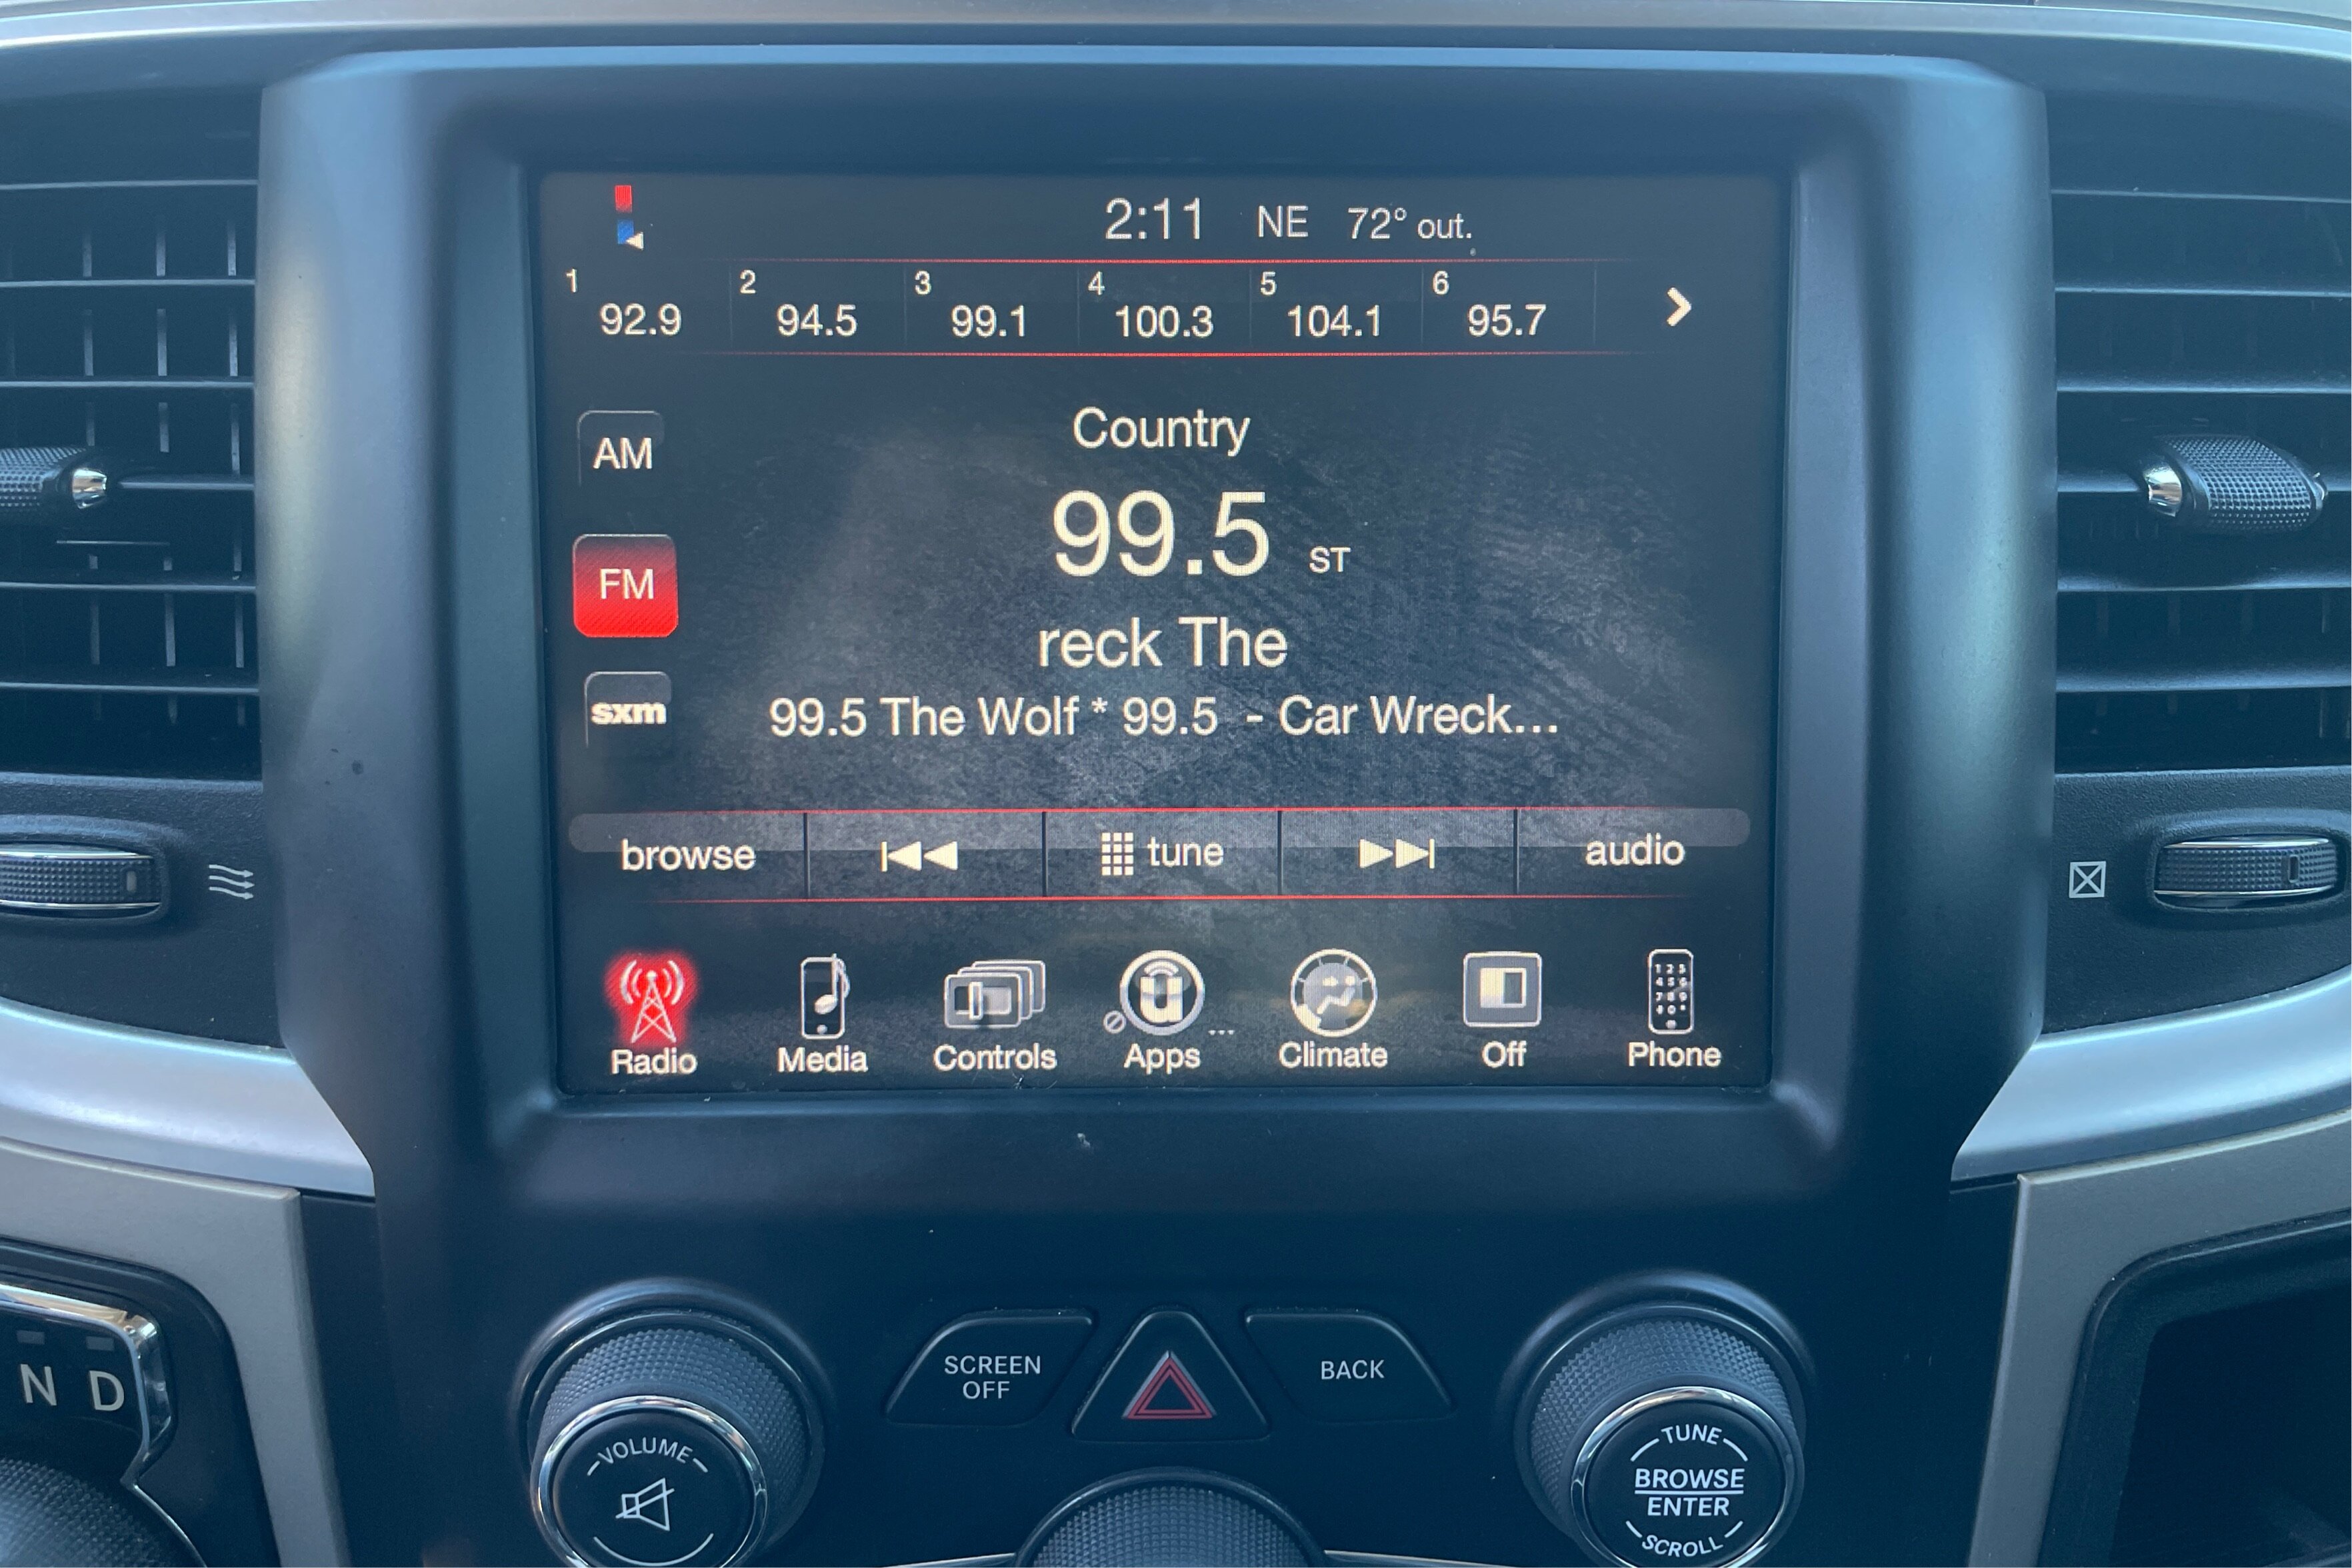 2:11 NE 72° out.
1 2 3 4 5 6
92.9 94.5 99.1 100.3 104.1 95.7
Country
AM
99.5 ST
FM
reck The
sxm
99.5 The Wolf * 99.5 - Car Wreck...
browse tune audio
Radio Media Controls Apps ... Climate Off Phone
SCREEN
OFF
BACK
N D
VOLUME
TUNE
BROWSE
ENTER
SCROLL